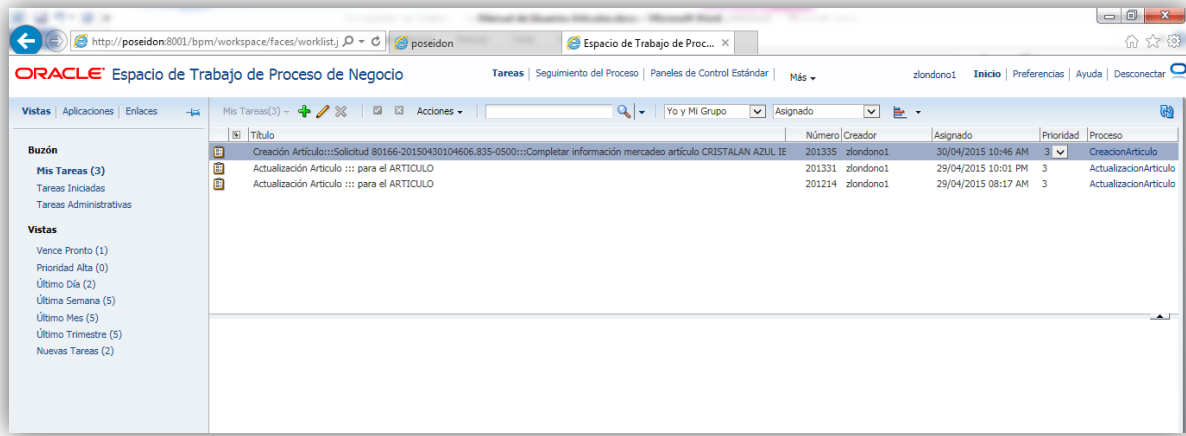 http://poseidon:8001/bpm/workspace/faces/worklist.j
poseidon
Espacio de Trabajo de Proc...
ORACLE Espacio de Trabajo de Proceso de Negocio
Tareas | Seguimiento del Proceso | Paneles de Control Estándar | Más
zlondono1 Inicio | Preferencias | Ayuda | Desconectar
Vistas | Aplicaciones | Enlaces
Mis Tareas(3)
Acciones
Yo y Mi Grupo
Asignado
Título Número Creador Asignado Prioridad Proceso
Creación Artículo:::Solicitud 80166-20150430104606.835-0500:::Completar información mercadeo artículo CRISTALAN AZUL IE 201335 zlondono1 30/04/2015 10:46 AM 3 CreacionArticulo
Actualización Articulo ::: para el ARTICULO 201331 zlondono1 29/04/2015 10:01 PM 3 ActualizacionArticulo
Actualización Articulo ::: para el ARTICULO 201214 zlondono1 29/04/2015 08:17 AM 3 ActualizacionArticulo
Buzón
Mis Tareas (3)
Tareas Iniciadas
Tareas Administrativas
Vistas
Vence Pronto (1)
Prioridad Alta (0)
Último Día (2)
Última Semana (5)
Último Mes (5)
Último Trimestre (5)
Nuevas Tareas (2)